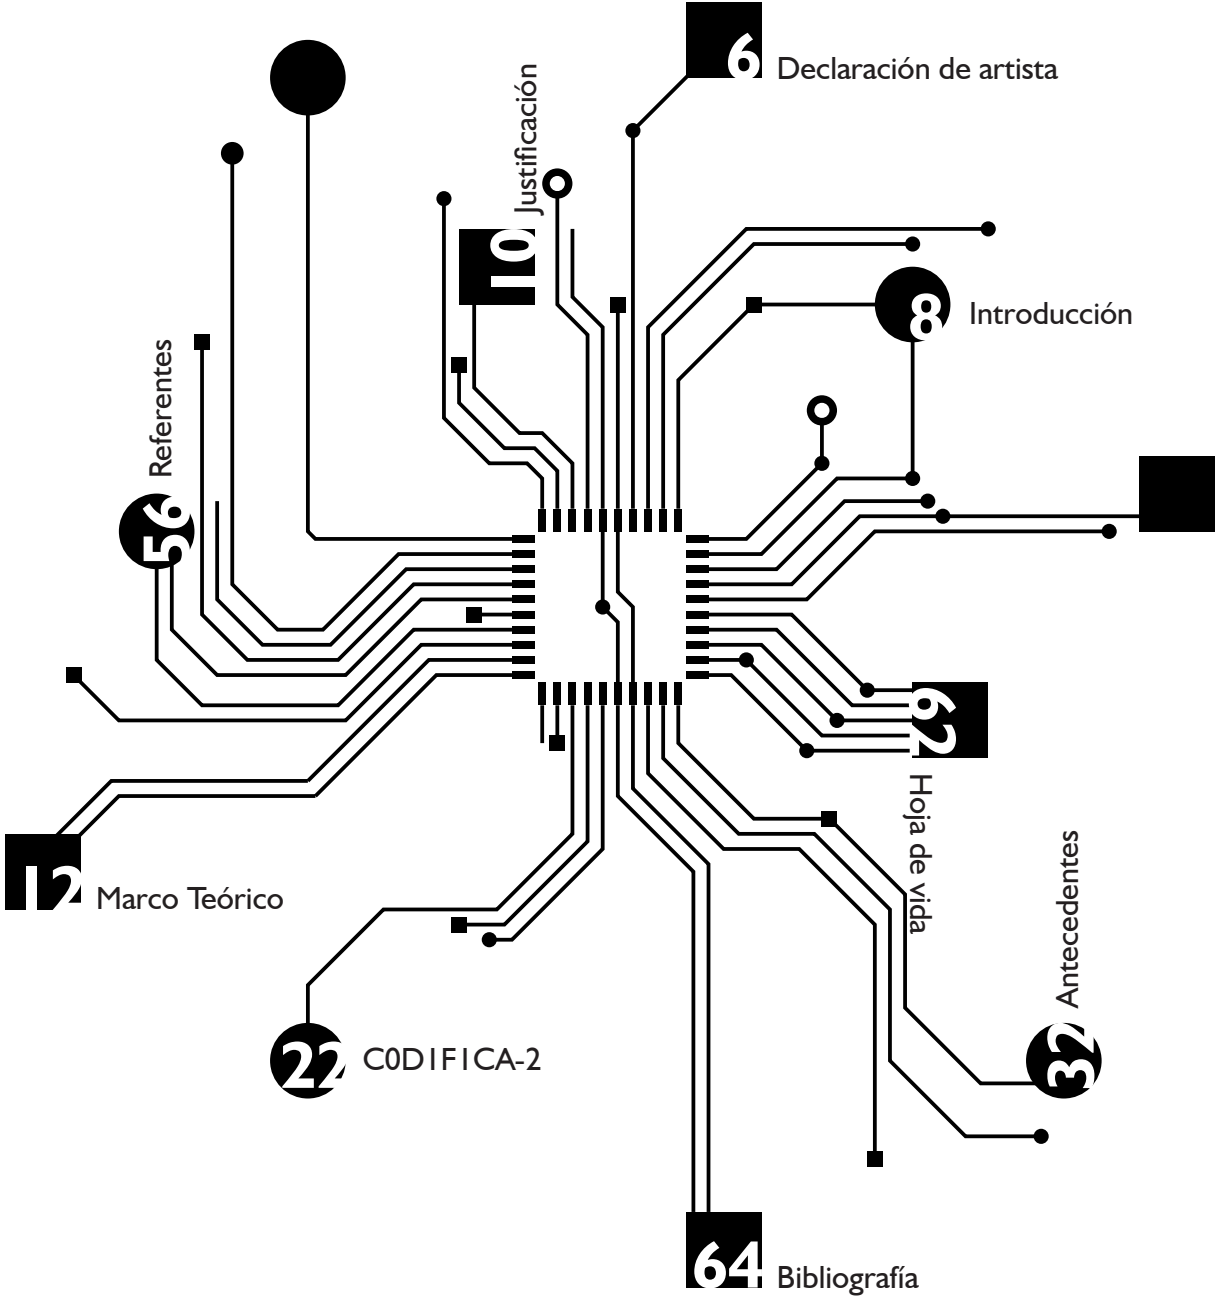 6 Declaración de artista
10 Justificación
8 Introducción
56 Referentes
62 Hoja de vida
12 Marco Teórico
32 Antecedentes
22 C0D1F1CA-2
64 Bibliografía